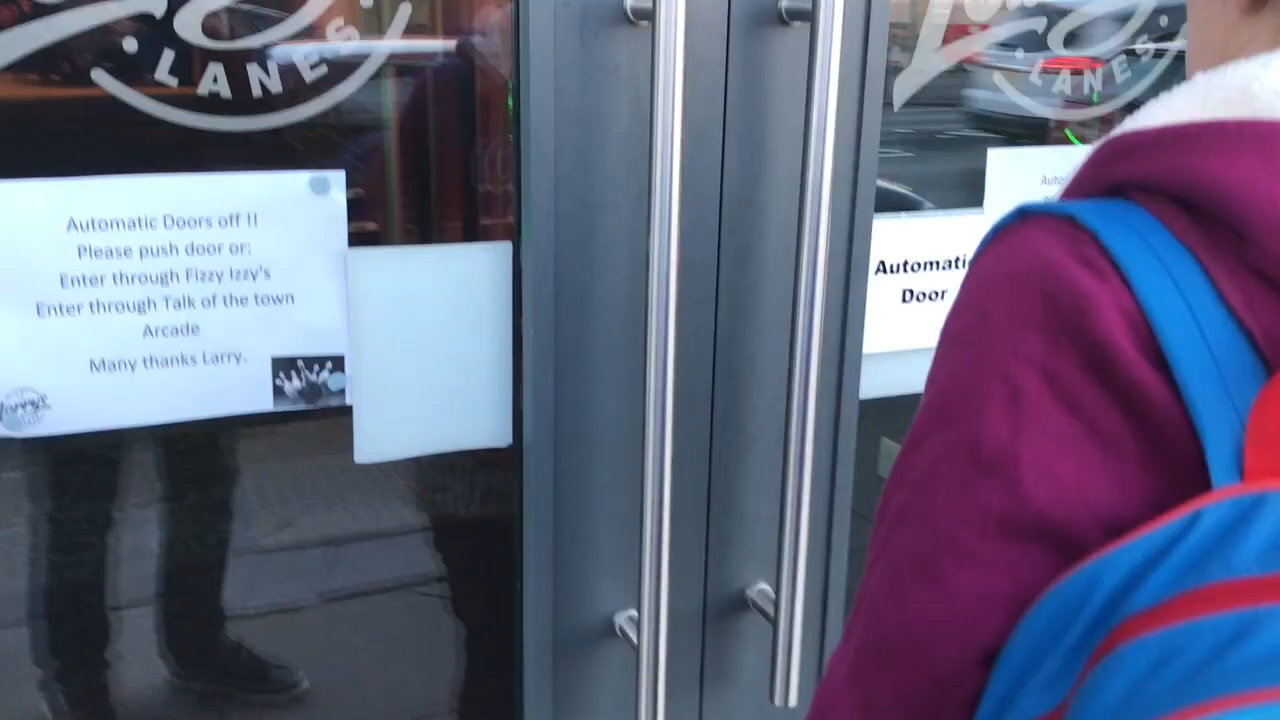 LANES
Automatic Doors off !!
Please push door or:
Enter through Fizzy Izzy's
Enter through Talk of the town
Arcade
Many thanks Larry.
Larry's
LANES
Automatic
Door